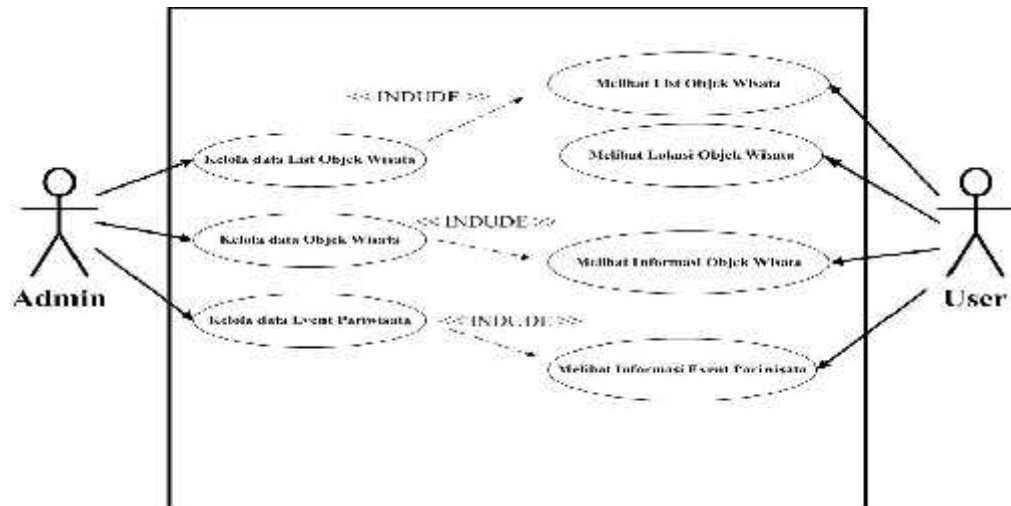 Melihat List Objek Wisata
<< INDUDE >>
Kelola data List Objek Wisata
Melihat Lokasi Objek Wisata
<< INDUDE >>
Kelola data Objek Wisata
Melihat Informasi Objek Wisata
Admin
User
Kelola data Event Pariwisata
<< INDUDE >>
Melihat Informasi Event Pariwisata